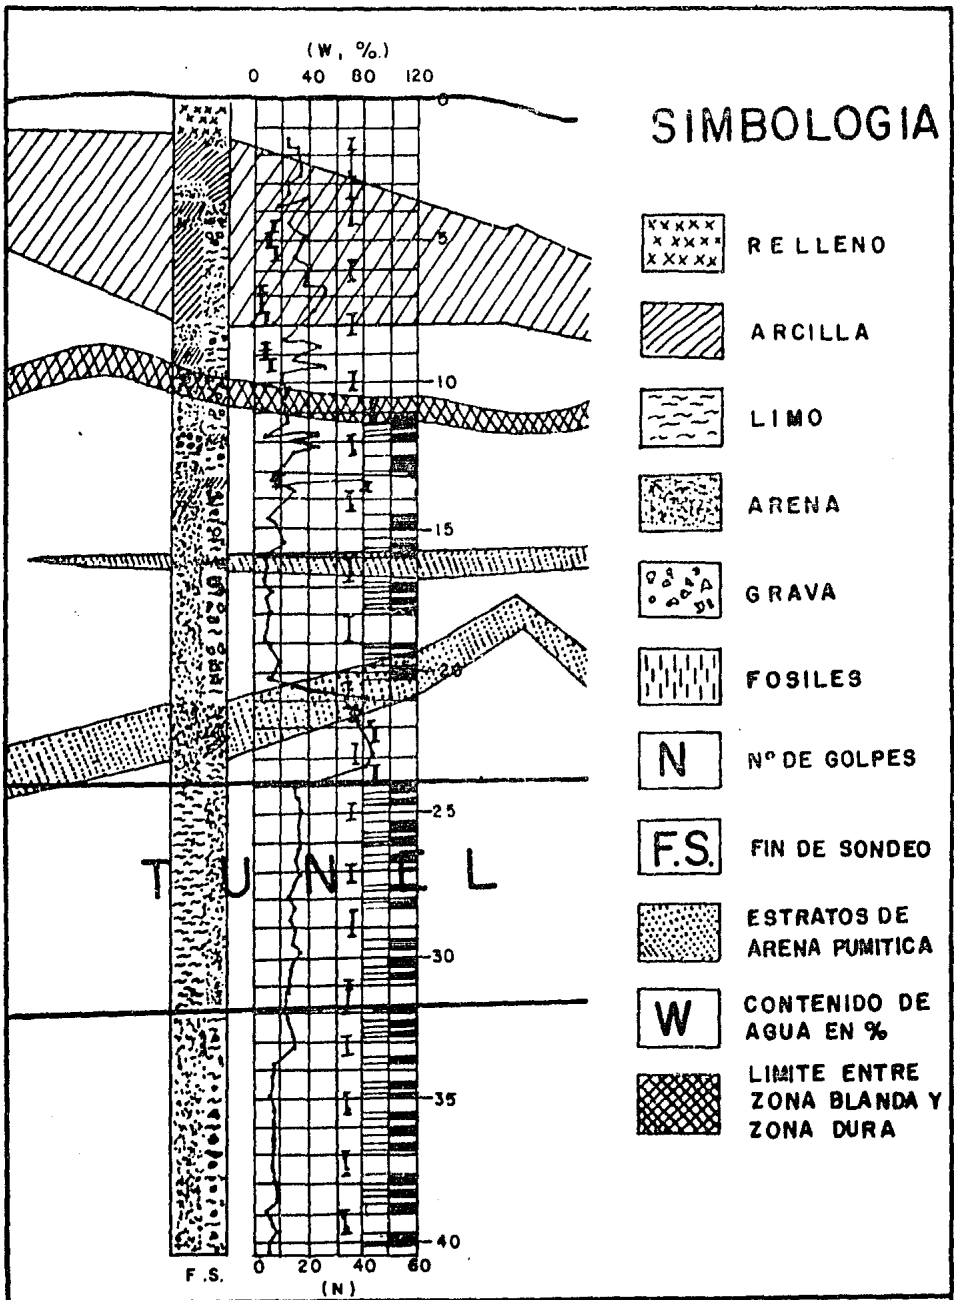 (W, %.)
0 40 80 120
0
5
10
15
20
25
30
35
40
TUNEL
0 20 40 60
(N)
F.S.
SIMBOLOGIA
RELLENO
ARCILLA
LIMO
ARENA
GRAVA
FOSILES
N
Nº DE GOLPES
F.S.
FIN DE SONDEO
ESTRATOS DE
ARENA PUMITICA
W
CONTENIDO DE
AGUA EN %
LIMITE ENTRE
ZONA BLANDA Y
ZONA DURA